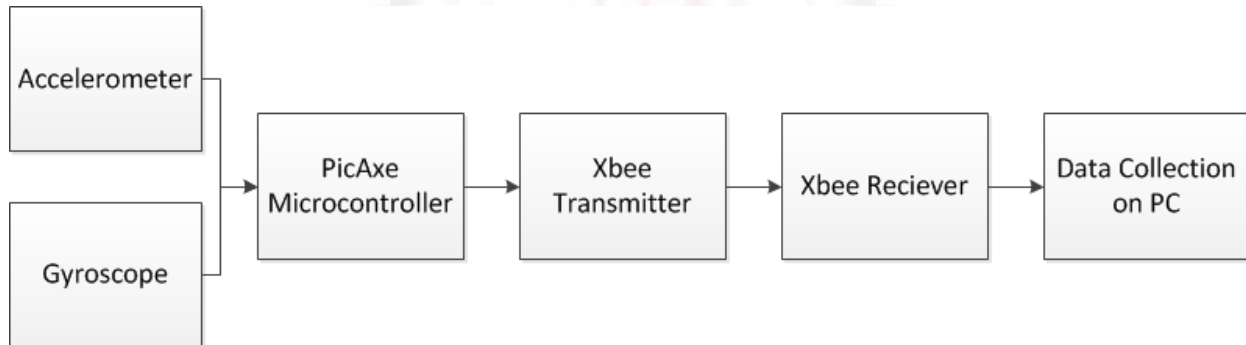 Accelerometer
Gyroscope
PicAxe
Microcontroller
Xbee
Transmitter
Xbee Reciever
Data Collection
on PC